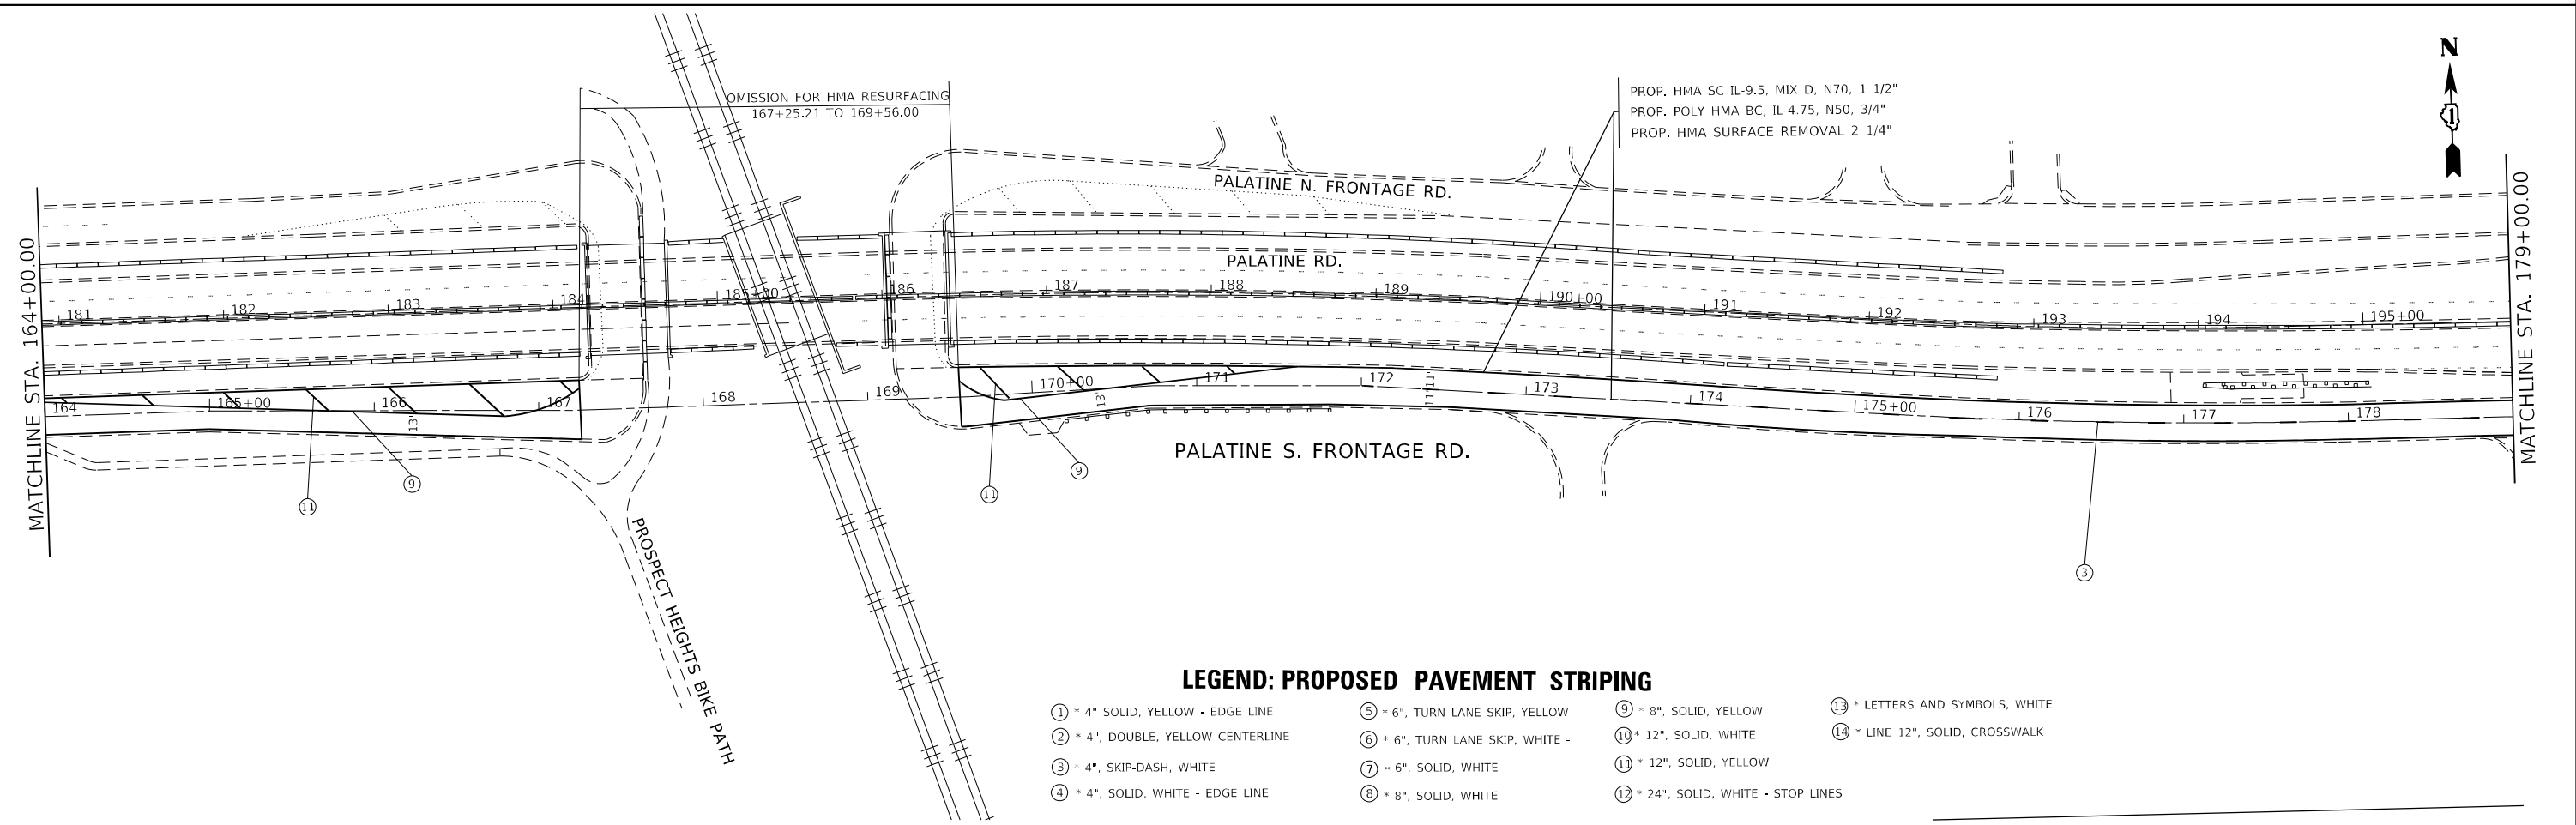 N
1
OMISSION FOR HMA RESURFACING
167+25.21 TO 169+56.00
PROP. HMA SC IL-9.5, MIX D, N70, 1 1/2"
PROP. POLY HMA BC, IL-4.75, N50, 3/4"
PROP. HMA SURFACE REMOVAL 2 1/4"
PALATINE N. FRONTAGE RD.
PALATINE RD.
MATCHLINE STA. 164+00.00
MATCHLINE STA. 179+00.00
181 182 183 184 185+00 186 187 188 189 190+00 191 192 193 194 195+00
164 165+00 166 167 168 169 170+00 171 172 173 174 175+00 176 177 178
13'
13'
11'
11'
PALATINE S. FRONTAGE RD.
11 9 11 9 3
PROSPECT HEIGHTS BIKE PATH
LEGEND: PROPOSED PAVEMENT STRIPING
1 * 4" SOLID, YELLOW - EDGE LINE
2 * 4", DOUBLE, YELLOW CENTERLINE
3 * 4", SKIP-DASH, WHITE
4 * 4", SOLID, WHITE - EDGE LINE
5 * 6", TURN LANE SKIP, YELLOW
6 * 6", TURN LANE SKIP, WHITE -
7 * 6", SOLID, WHITE
8 * 8", SOLID, WHITE
9 * 8", SOLID, YELLOW
10 * 12", SOLID, WHITE
11 * 12", SOLID, YELLOW
12 * 24", SOLID, WHITE - STOP LINES
13 * LETTERS AND SYMBOLS, WHITE
14 * LINE 12", SOLID, CROSSWALK